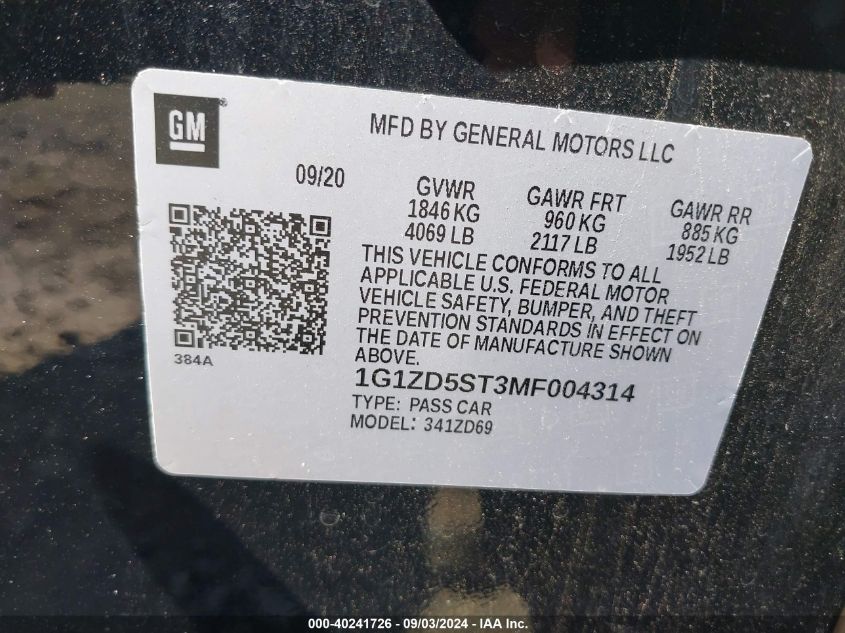 GM
MFD BY GENERAL MOTORS LLC
09/20
GVWR
1846 KG
4069 LB
GAWR FRT
960 KG
2117 LB
GAWR RR
885 KG
1952 LB
THIS VEHICLE CONFORMS TO ALL
APPLICABLE U.S. FEDERAL MOTOR
VEHICLE SAFETY, BUMPER, AND THEFT
PREVENTION STANDARDS IN EFFECT ON
THE DATE OF MANUFACTURE SHOWN
ABOVE.
384A
1G1ZD5ST3MF004314
TYPE: PASS CAR
MODEL: 341ZD69
000-40241726 - 09/03/2024 - IAA Inc.